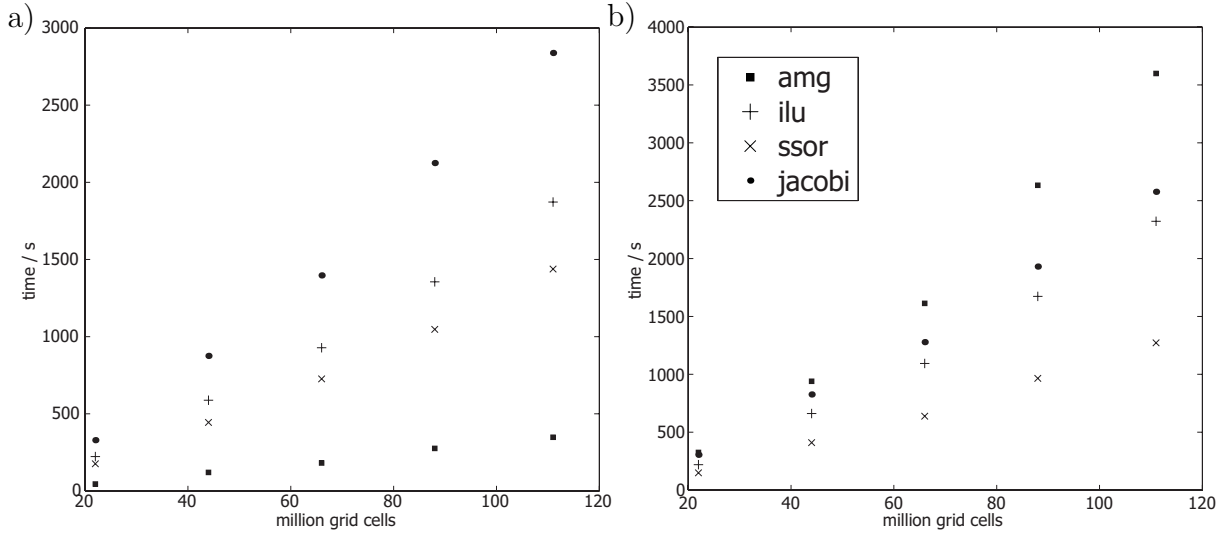 a)
3000
2500
2000
1500
1000
500
0
time / s
20 40 60 80 100 120
million grid cells
b)
4000
3500
3000
2500
2000
1500
1000
500
0
time / s
20 40 60 80 100 120
million grid cells
amg
ilu
ssor
jacobi